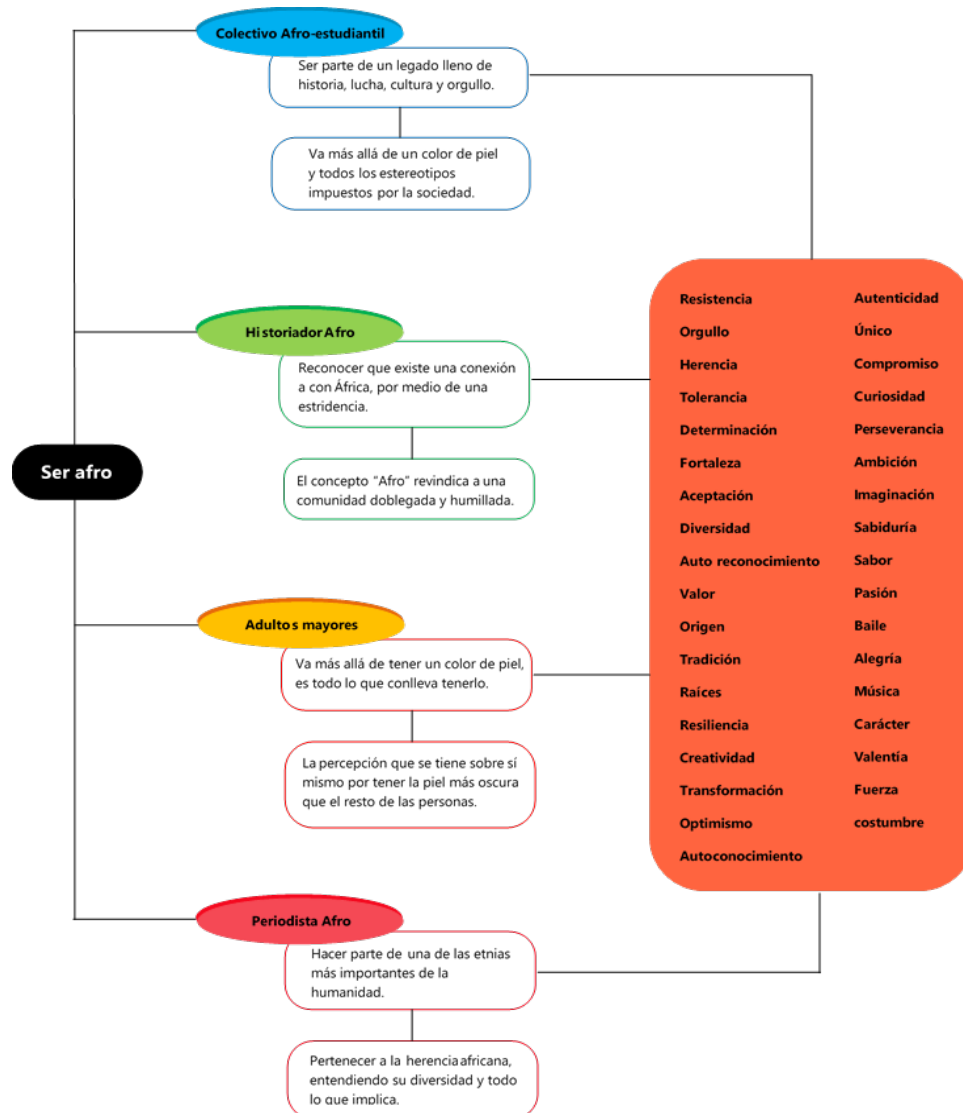 Colectivo Afro-estudiantil
Ser parte de un legado lleno de
historia, lucha, cultura y orgullo.
Va más allá de un color de piel
y todos los estereotipos
impuestos por la sociedad.
Historiador Afro
Reconocer que existe una conexión
a con África, por medio de una
estridencia.
El concepto "Afro" revindica a una
comunidad doblegada y humillada.
Ser afro
Adultos mayores
Va más allá de tener un color de piel,
es todo lo que conlleva tenerlo.
La percepción que se tiene sobre sí
mismo por tener la piel más oscura
que el resto de las personas.
Periodista Afro
Hacer parte de una de las etnias
más importantes de la
humanidad.
Pertenecer a la herencia africana,
entendiendo su diversidad y todo
lo que implica.
Resistencia
Orgullo
Herencia
Tolerancia
Determinación
Fortaleza
Aceptación
Diversidad
Auto reconocimiento
Valor
Origen
Tradición
Raíces
Resiliencia
Creatividad
Transformación
Optimismo
Autoconocimiento
Autenticidad
Único
Compromiso
Curiosidad
Perseverancia
Ambición
Imaginación
Sabiduría
Sabor
Pasión
Baile
Alegría
Música
Carácter
Valentía
Fuerza
costumbre